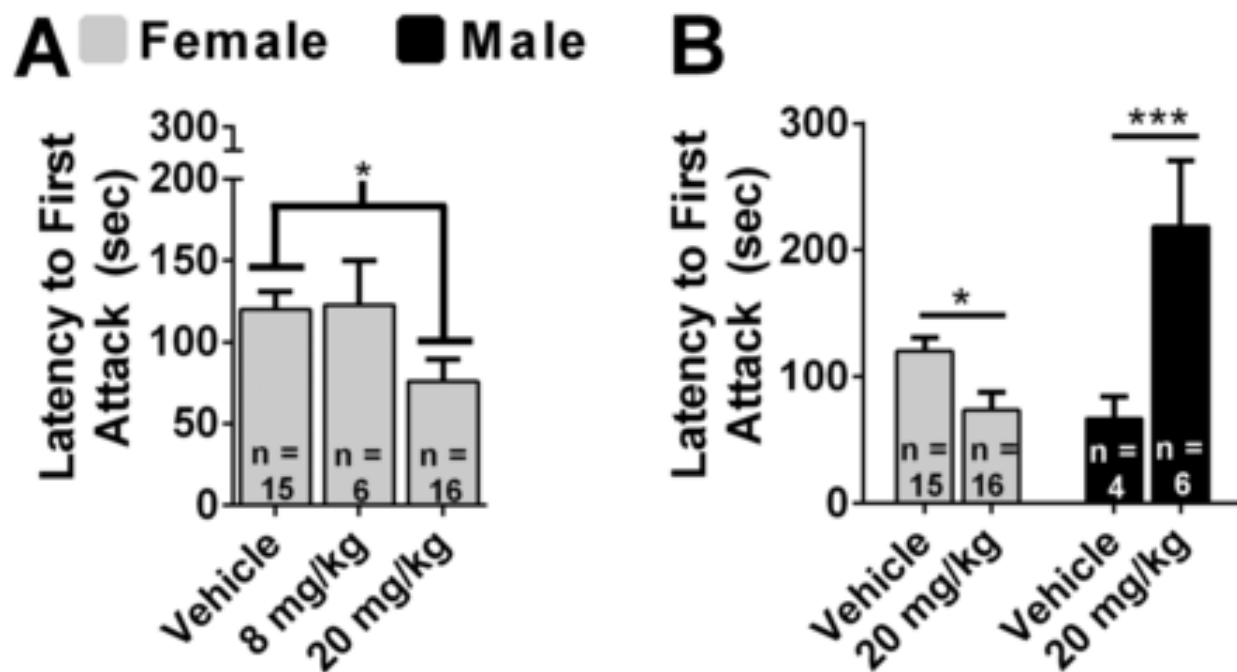 A Female Male
Latency to First
Attack (sec)
300
200
150
100
50
0
*
n =
15
n =
6
n =
16
Vehicle
8 mg/kg
20 mg/kg
B
Latency to First
Attack (sec)
300
200
100
0
*
***
n =
15
n =
16
n =
4
n =
6
Vehicle
20 mg/kg
Vehicle
20 mg/kg